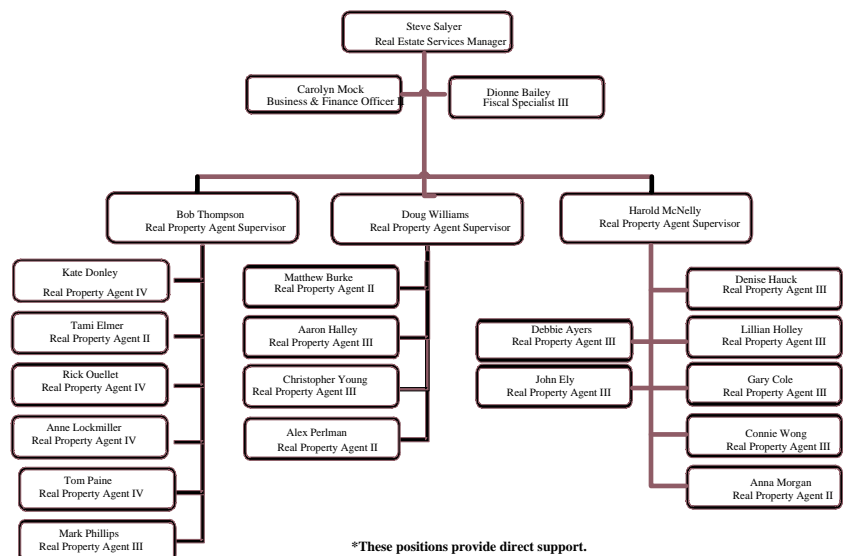 Steve Salyer
Real Estate Services Manager
Carolyn Mock
Business & Finance Officer II
Dionne Bailey
Fiscal Specialist III
Bob Thompson
Real Property Agent Supervisor
Doug Williams
Real Property Agent Supervisor
Harold McNelly
Real Property Agent Supervisor
Kate Donley
Real Property Agent IV
Tami Elmer
Real Property Agent II
Rick Ouellet
Real Property Agent IV
Anne Lockmiller
Real Property Agent IV
Tom Paine
Real Property Agent IV
Mark Phillips
Real Property Agent III
Matthew Burke
Real Property Agent II
Aaron Halley
Real Property Agent III
Christopher Young
Real Property Agent III
Alex Perlman
Real Property Agent II
Debbie Ayers
Real Property Agent III
John Ely
Real Property Agent III
Denise Hauck
Real Property Agent III
Lillian Holley
Real Property Agent III
Gary Cole
Real Property Agent III
Connie Wong
Real Property Agent III
Anna Morgan
Real Property Agent II
*These positions provide direct support.